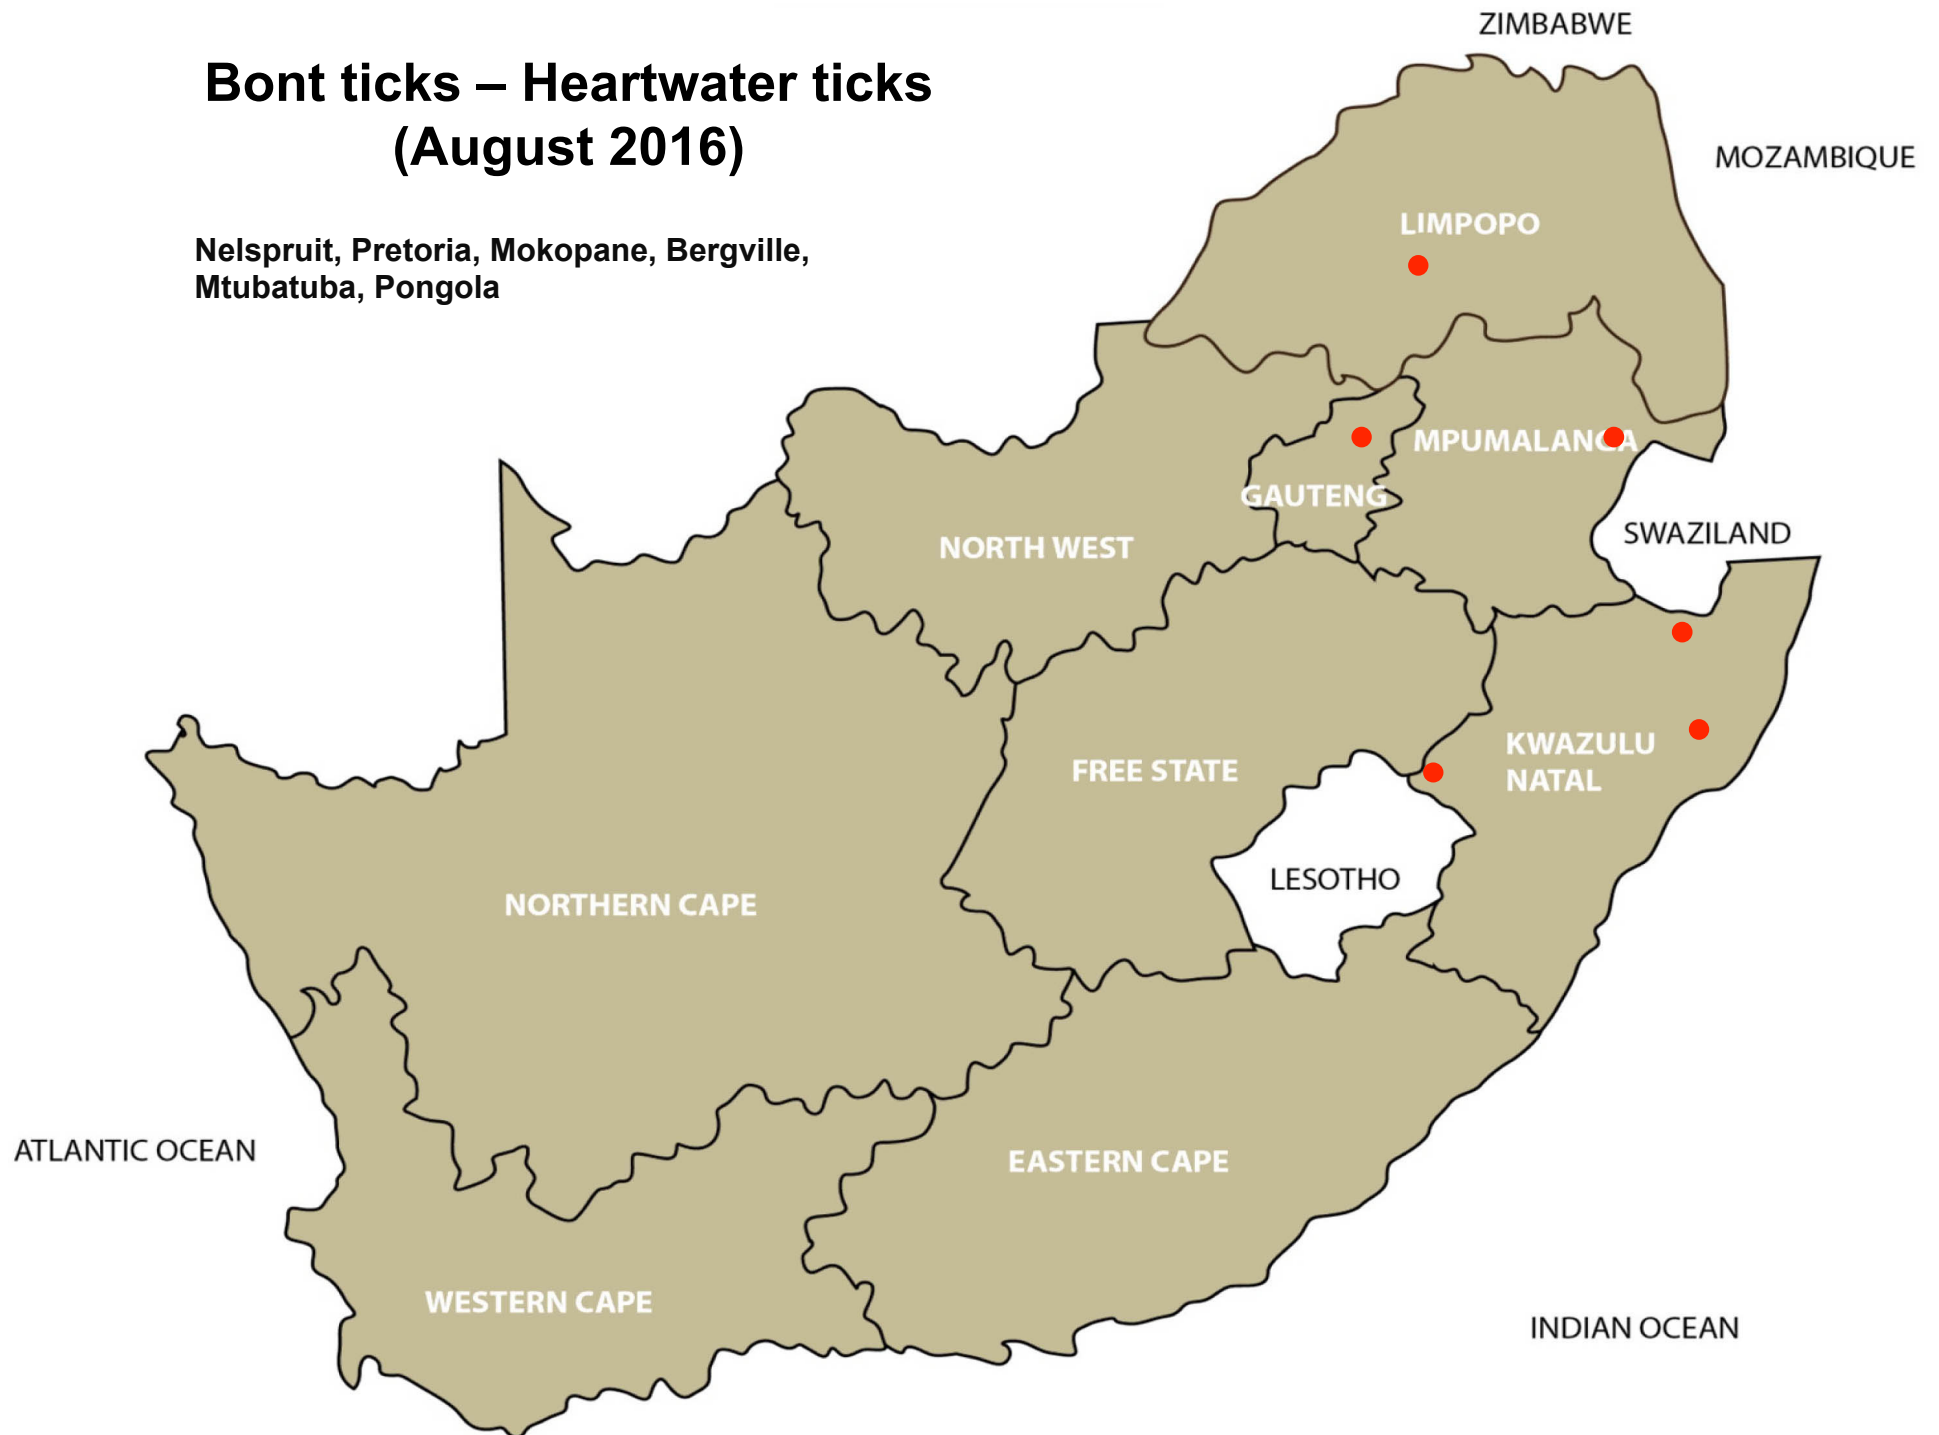 ZIMBABWE
Bont ticks – Heartwater ticks
(August 2016)
MOZAMBIQUE
LIMPOPO
Nelspruit, Pretoria, Mokopane, Bergville,
Mtubatuba, Pongola
MPUMALANGA
GAUTENG
SWAZILAND
NORTH WEST
KWAZULU
NATAL
FREE STATE
LESOTHO
NORTHERN CAPE
ATLANTIC OCEAN
EASTERN CAPE
WESTERN CAPE
INDIAN OCEAN